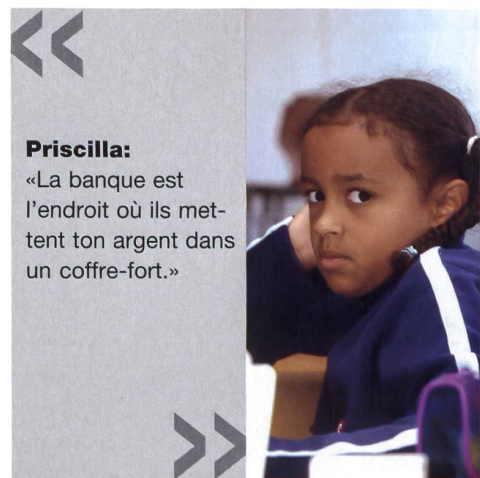 «
Priscilla:
«La banque est
l'endroit où ils met-
tent ton argent dans
un coffre-fort.»
»